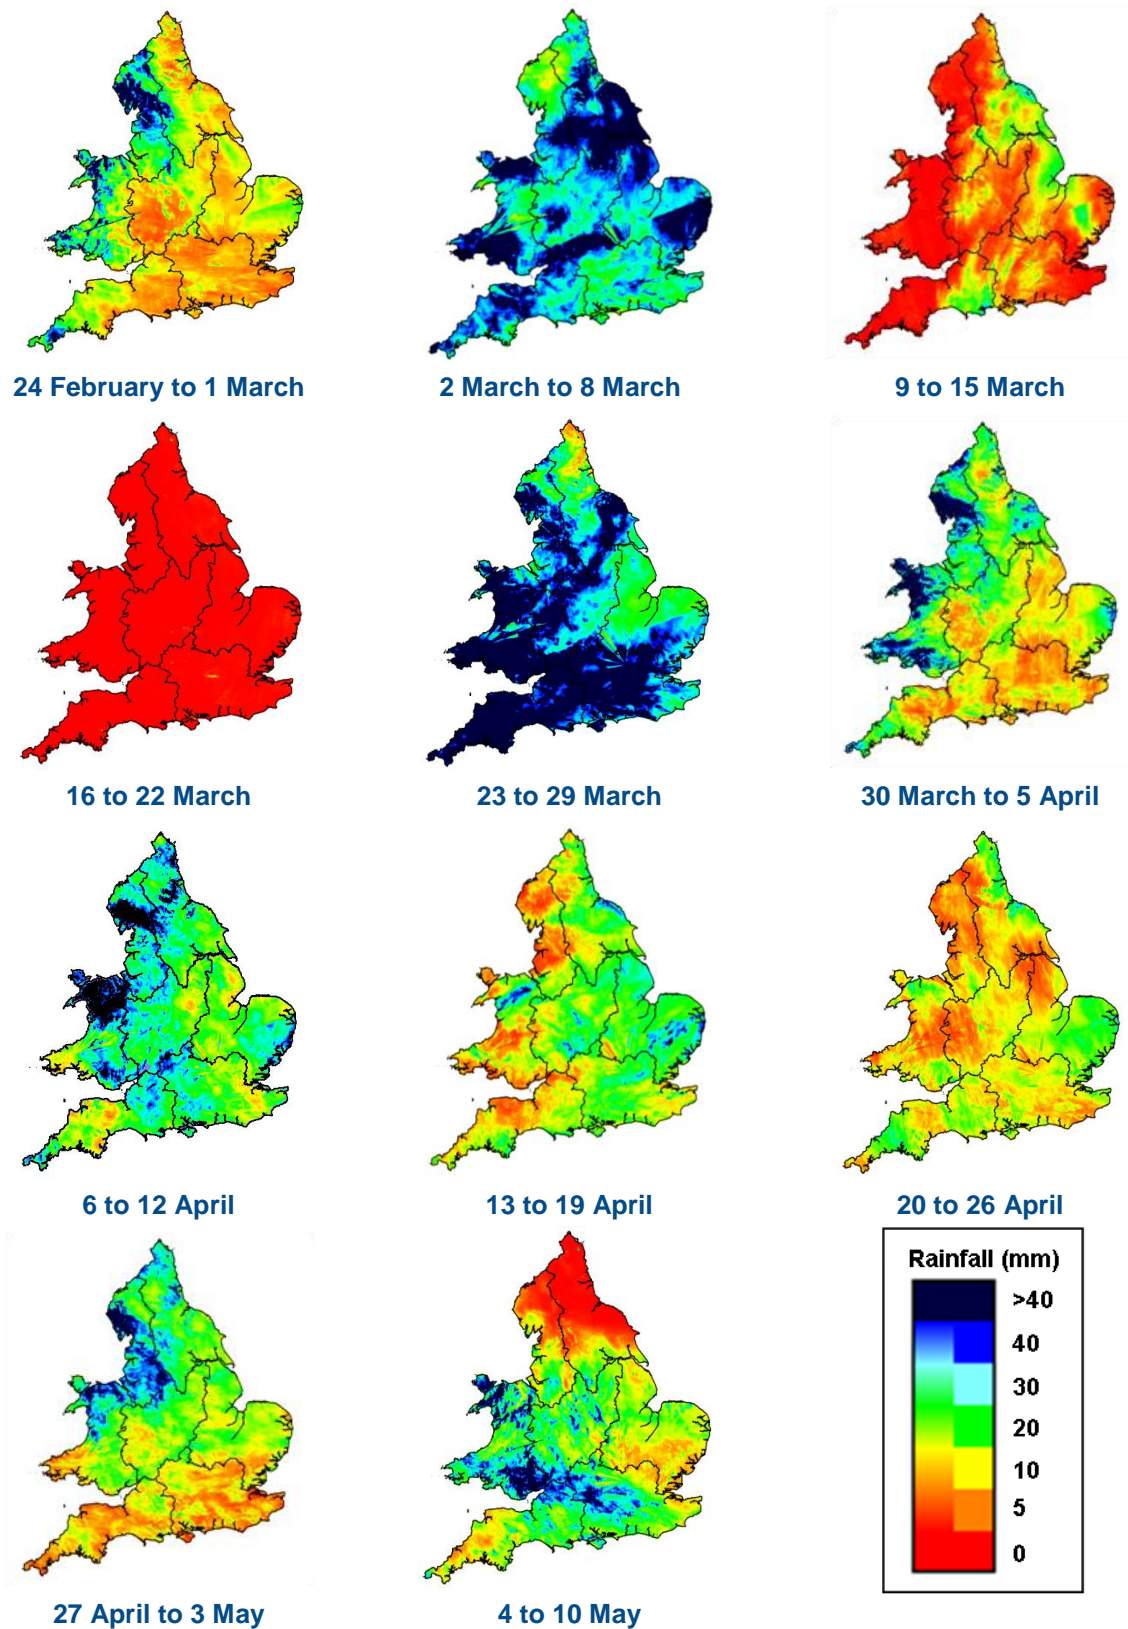 24 February to 1 March
2 March to 8 March
9 to 15 March
16 to 22 March
23 to 29 March
30 March to 5 April
6 to 12 April
13 to 19 April
20 to 26 April
Rainfall (mm)
>40
40
30
20
10
5
0
27 April to 3 May
4 to 10 May